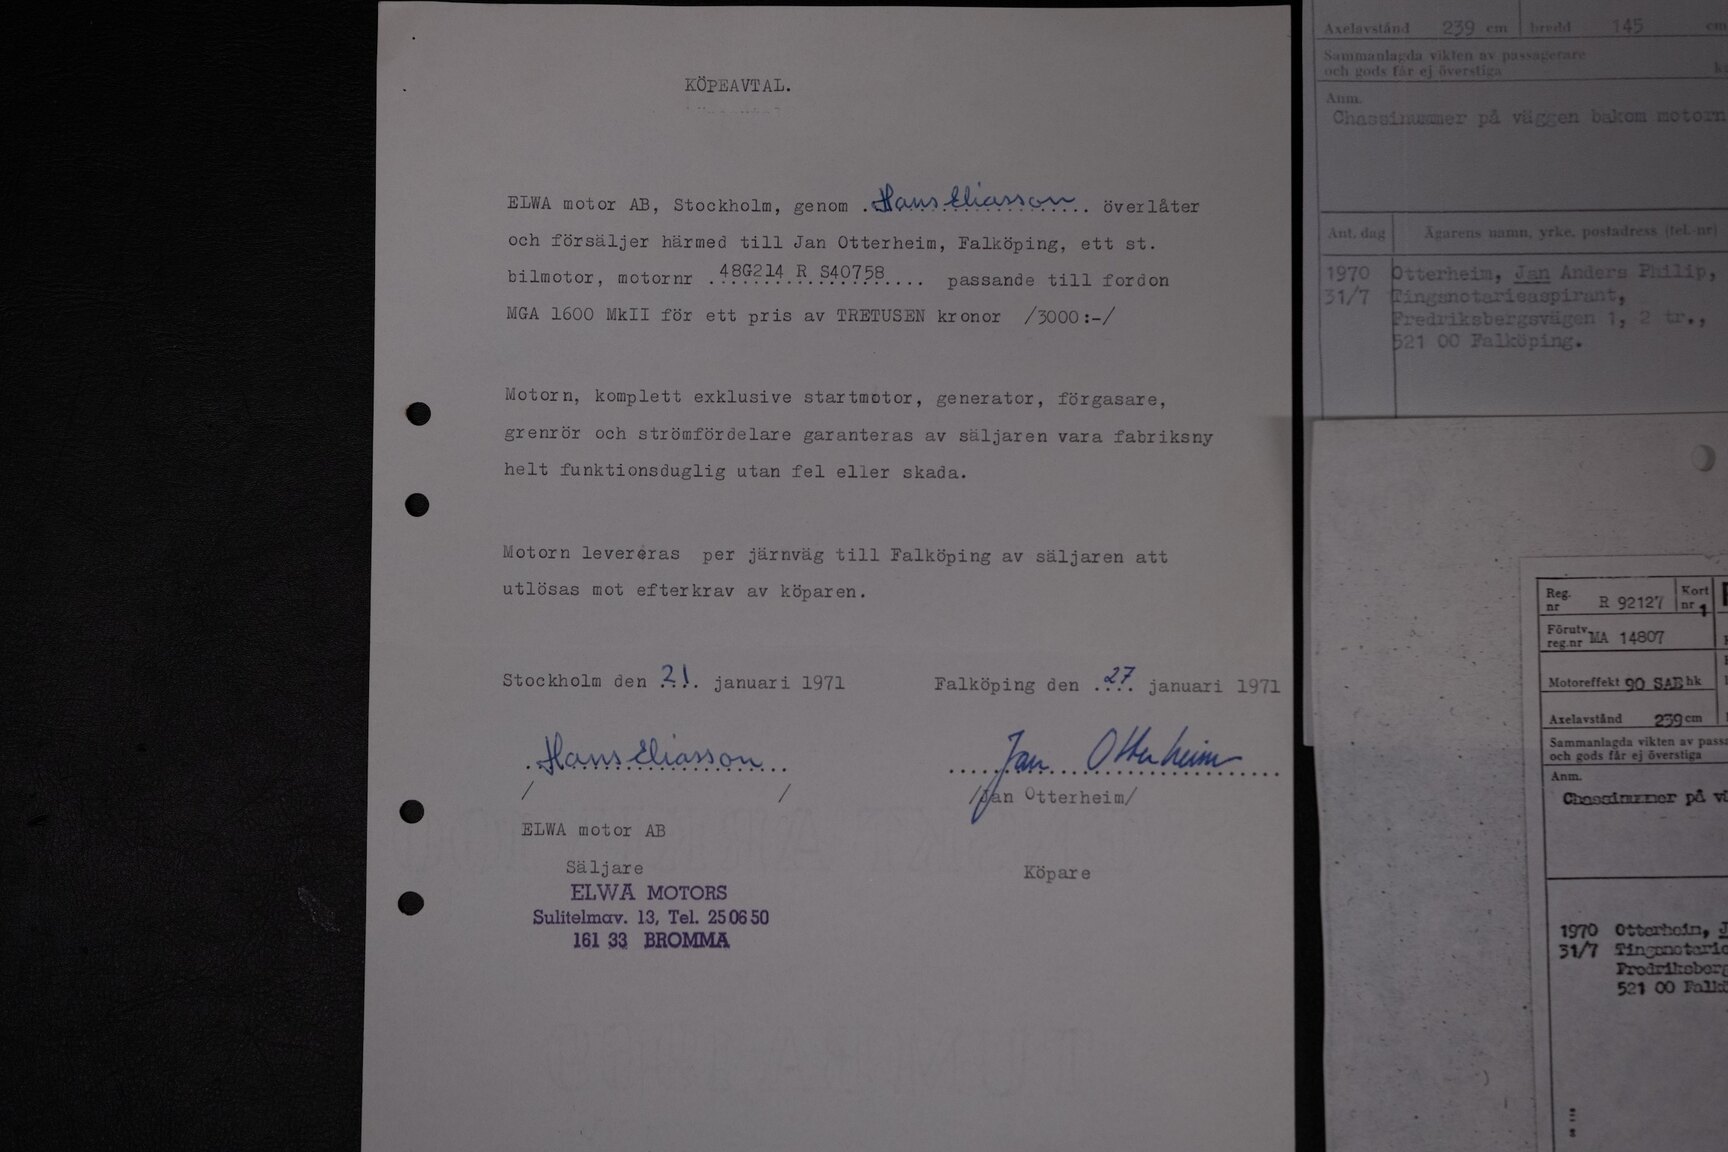 KÖPEAVTAL.
ELWA motor AB, Stockholm, genom .Hans Eliasson. överlåter
och försäljer härmed till Jan Otterheim, Falköping, ett st.
bilmotor, motornr ..48G214 R S40758.... passande till fordon
MGA 1600 MkII för ett pris av TRETUSEN kronor /3000:-/
Motorn, komplett exklusive startmotor, generator, förgasare,
grenrör och strömfördelare garanteras av säljaren vara fabriksny
helt funktionsduglig utan fel eller skada.
Motorn levereras per järnväg till Falköping av säljaren att
utlösas mot efterkrav av köparen.
Stockholm den 21. januari 1971
Falköping den 27 januari 1971
Hans Eliasson
Jan Otterheim
/ /
/Jan Otterheim/
ELWA motor AB
Säljare
Köpare
ELWA MOTORS
Sulitelmav. 13, Tel. 25 06 50
161 33 BROMMA
Axelavstånd 239 cm bredd 145 cm
Sammanlagda vikten av passagerare
och gods får ej överstiga
Anm.
Chassinummer på väggen bakom motorn
Ant. dag Ägarens namn, yrke, postadress (tel.-nr)
1970 Otterheim, Jan Anders Philip,
31/7 Tingsnotarieaspirant,
Fredriksbergsvägen 1, 2 tr.,
521 00 Falköping.
Reg. nr R 92127 Kort nr 1
Förutv. reg.nr MA 14807
Motoreffekt 90 SAE hk
Axelavstånd 239 cm
Sammanlagda vikten av
och gods får ej överstiga
Anm.
Chassinummer på
1970 Otterheim,
31/7
521 00